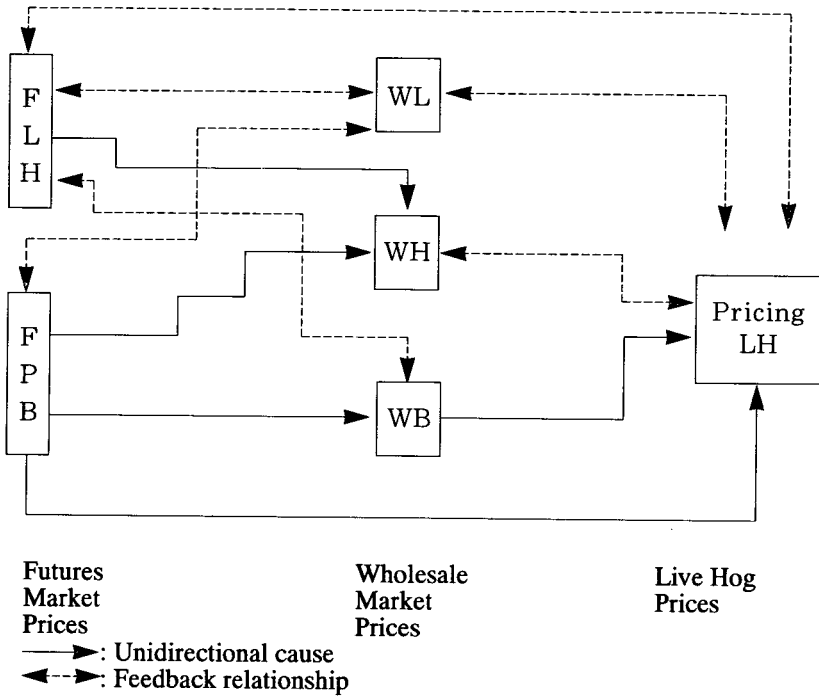 F
L
H
WL
WH
F
P
B
WB
Pricing
LH
Futures
Market
Prices
Wholesale
Market
Prices
Live Hog
Prices
: Unidirectional cause
: Feedback relationship